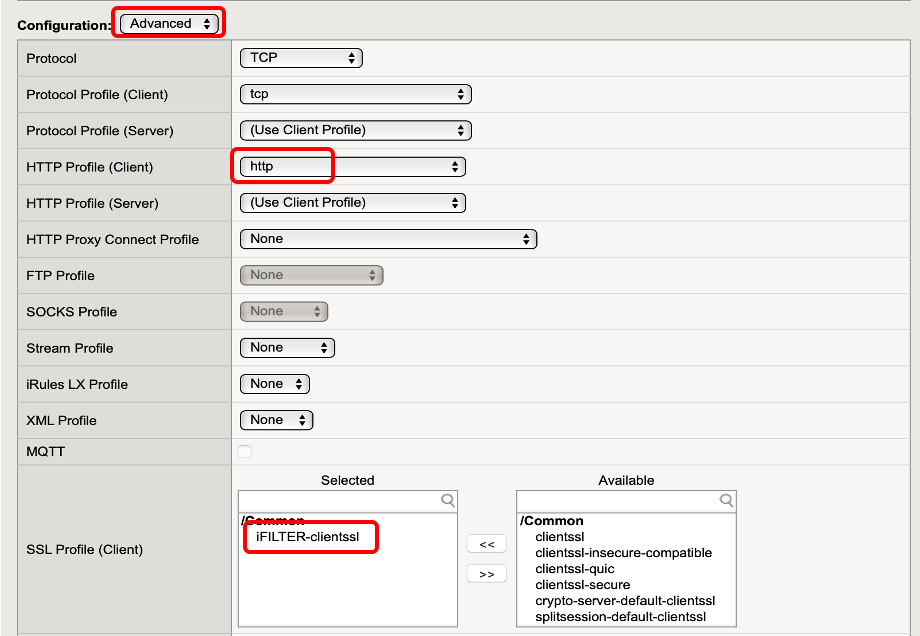 Configuration: Advanced
Protocol TCP
Protocol Profile (Client) tcp
Protocol Profile (Server) (Use Client Profile)
HTTP Profile (Client) http
HTTP Profile (Server) (Use Client Profile)
HTTP Proxy Connect Profile None
FTP Profile None
SOCKS Profile None
Stream Profile None
iRules LX Profile None
XML Profile None
MQTT
SSL Profile (Client)
Selected
/Common
iFILTER-clientssl
<<
>>
Available
/Common
clientssl
clientssl-insecure-compatible
clientssl-quic
clientssl-secure
crypto-server-default-clientssl
splitsession-default-clientssl